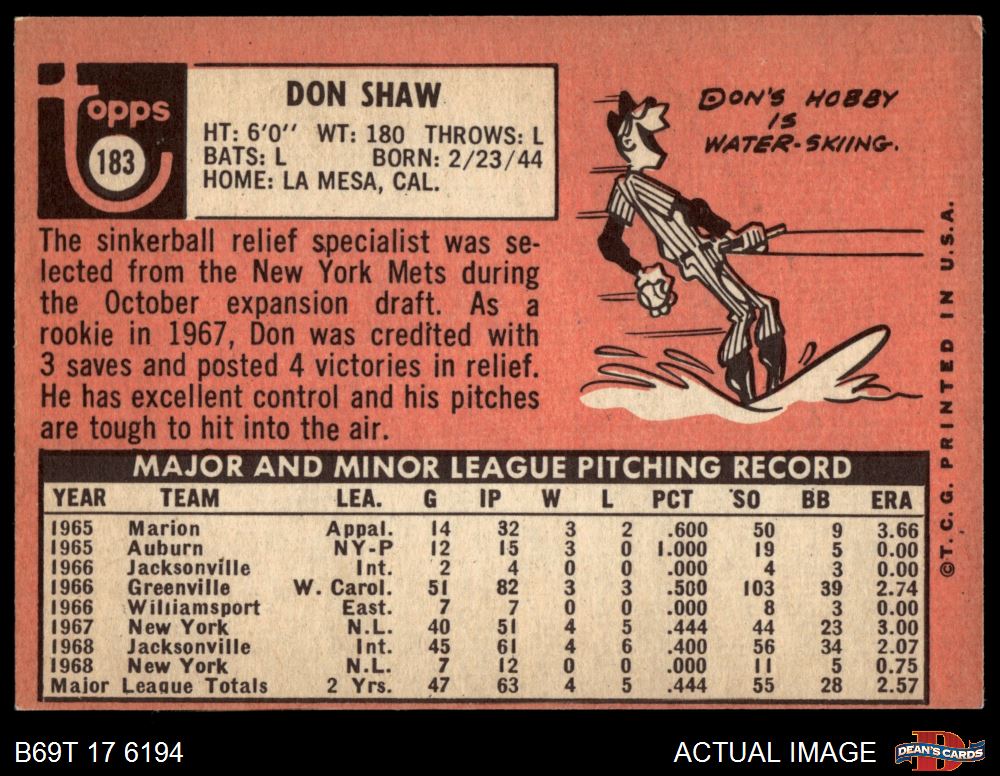 Topps
183
DON SHAW
HT: 6'0" WT: 180 THROWS: L
BATS: L BORN: 2/23/44
HOME: LA MESA, CAL.
DON'S HOBBY
IS
WATER-SKIING.
The sinkerball relief specialist was se-
lected from the New York Mets during
the October expansion draft. As a
rookie in 1967, Don was credited with
3 saves and posted 4 victories in relief.
He has excellent control and his pitches
are tough to hit into the air.
©T. C. G. PRINTED IN U.S.A.
MAJOR AND MINOR LEAGUE PITCHING RECORD
YEAR TEAM LEA. G IP W L PCT SO BB ERA
1965 Marion Appal. 14 32 3 2 .600 50 9 3.66
1965 Auburn NY-P 12 15 3 0 1.000 19 5 0.00
1966 Jacksonville Int. 2 4 0 0 .000 4 3 0.00
1966 Greenville W. Carol. 51 82 3 3 .500 103 39 2.74
1966 Williamsport East. 7 7 0 0 .000 8 3 0.00
1967 New York N.L. 40 51 4 5 .444 44 23 3.00
1968 Jacksonville Int. 45 61 4 6 .400 56 34 2.07
1968 New York N.L. 7 12 0 0 .000 11 5 0.75
Major League Totals 2 Yrs. 47 63 4 5 .444 55 28 2.57
B69T 17 6194
ACTUAL IMAGE
DEAN'S CARDS